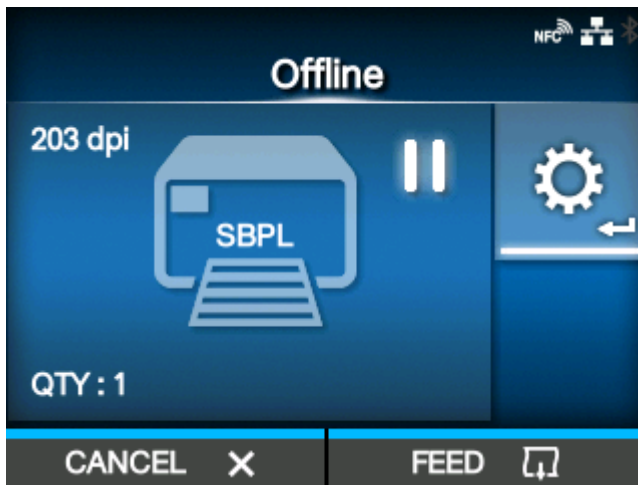 NFC
Offline
203 dpi
SBPL
QTY : 1
CANCEL FEED